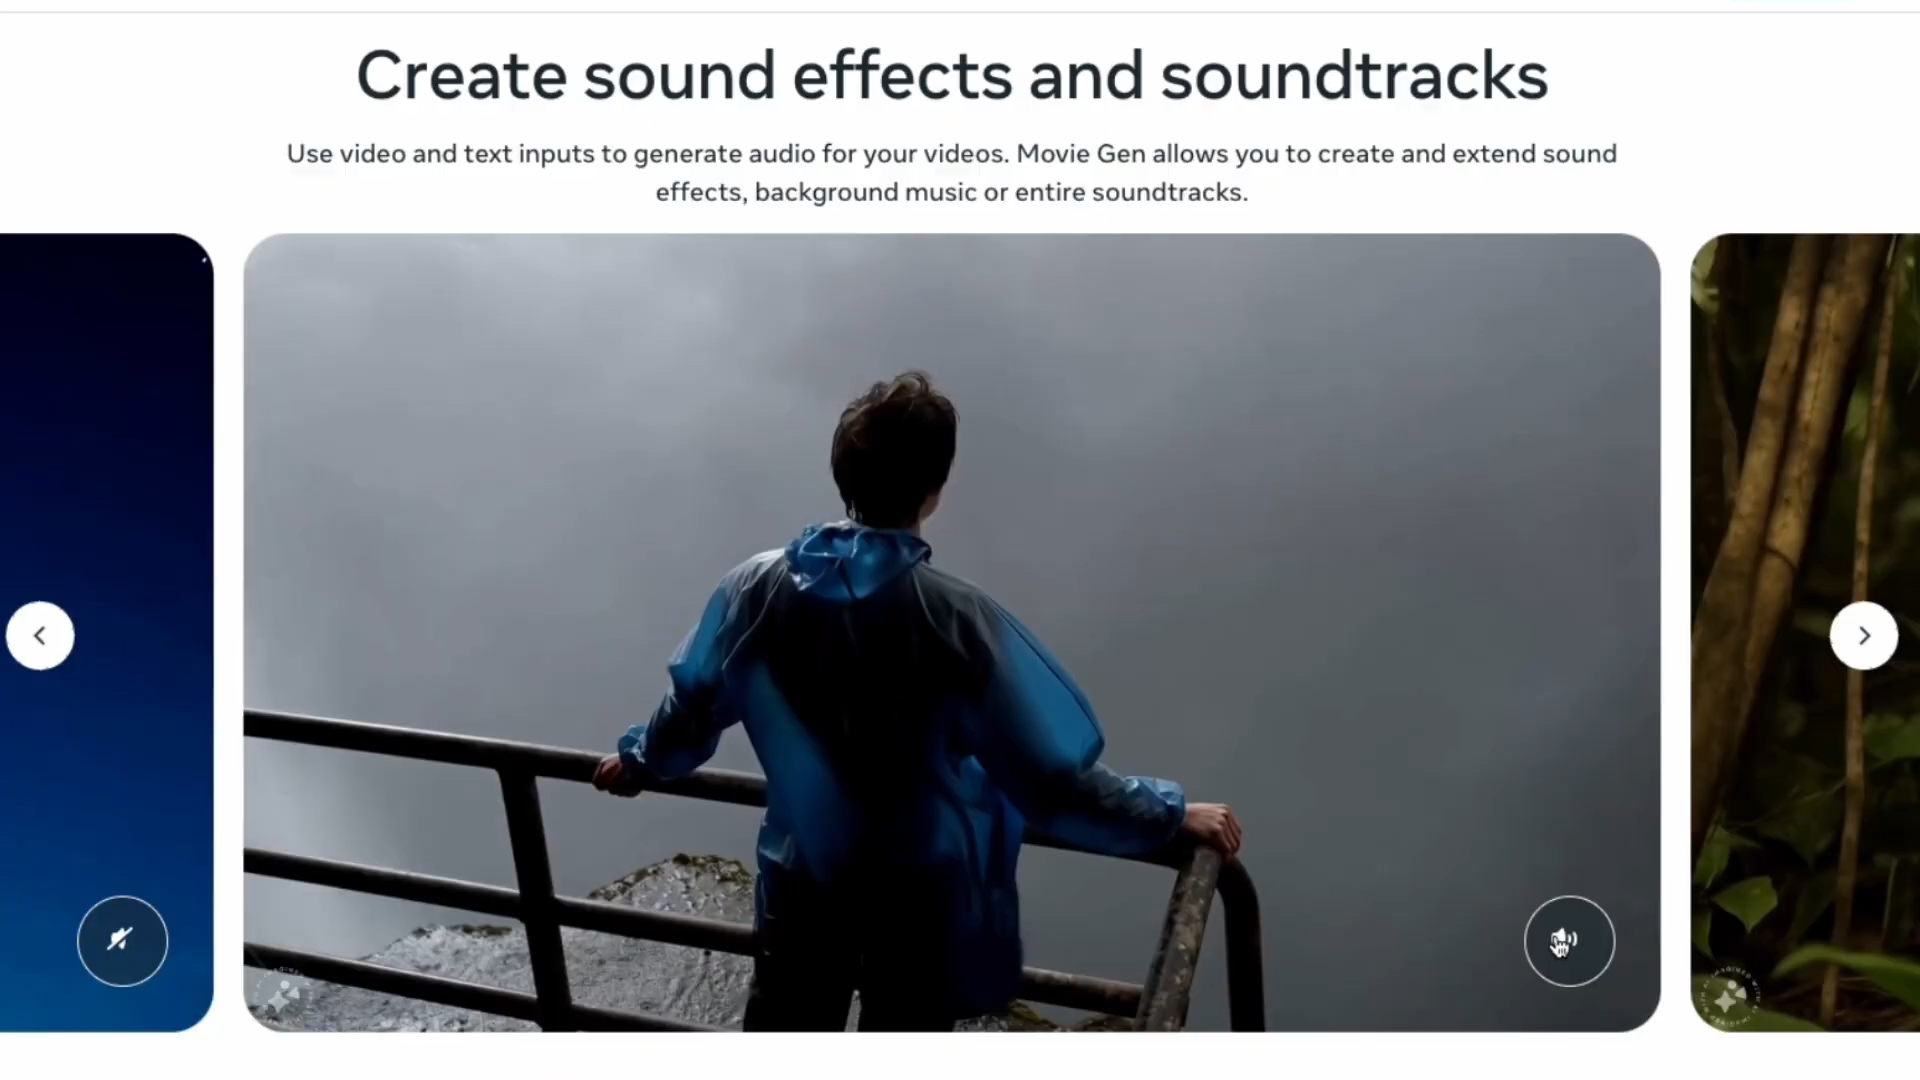 Create sound effects and soundtracks
Use video and text inputs to generate audio for your videos. Movie Gen allows you to create and extend sound
effects, background music or entire soundtracks.